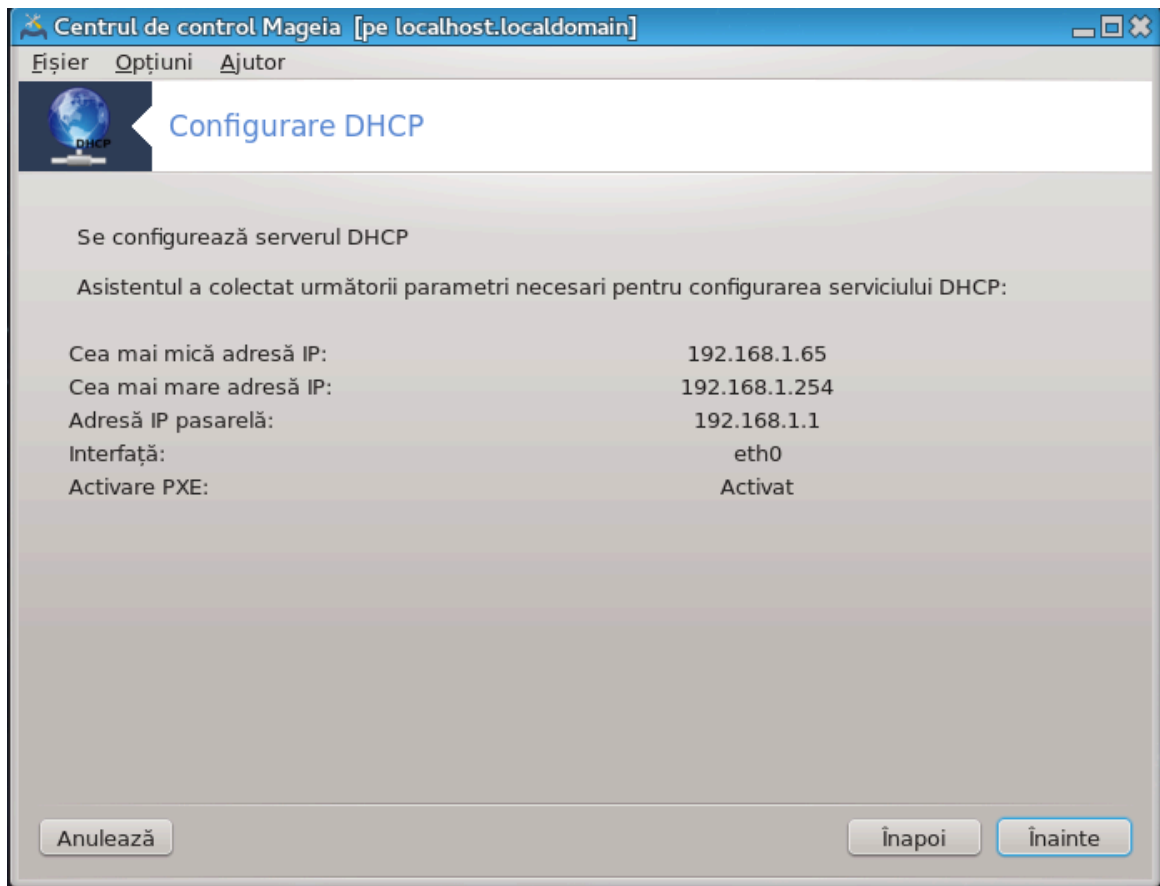 Centrul de control Mageia [pe localhost.localdomain]
Fișier Opțiuni Ajutor
DHCP
Configurare DHCP
Se configurează serverul DHCP
Asistentul a colectat următorii parametri necesari pentru configurarea serviciului DHCP:
Cea mai mică adresă IP: 192.168.1.65
Cea mai mare adresă IP: 192.168.1.254
Adresă IP pasarelă: 192.168.1.1
Interfață: eth0
Activare PXE: Activat
Anulează Înapoi Înainte